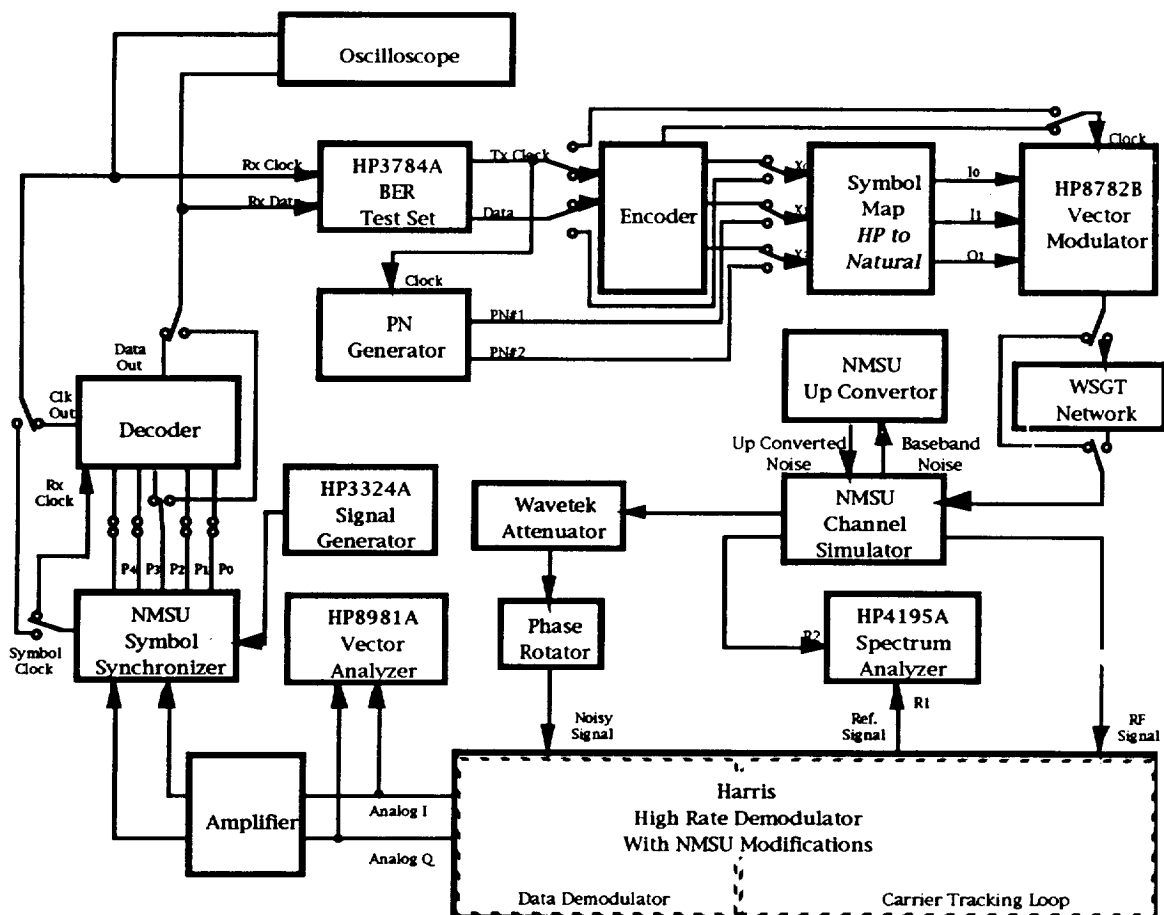 Oscilloscope
Rx Clock
HP3784A
BER
Test Set
Tx Clock
Data
Encoder
Symbol
Map
HP to
Natural
I0
I1
Q1
Clock
HP8782B
Vector
Modulator
Clock
PN
Generator
PN#1
PN#2
Data
Out
Clk
Out
Decoder
Rx
Clock
NMSU
Up Convertor
WSGT
Network
Up Converted
Noise
Baseband
Noise
HP3324A
Signal
Generator
Wavetek
Attenuator
NMSU
Channel
Simulator
P4
P3
P2
P1
P0
NMSU
Symbol
Synchronizer
Symbol
Clock
HP8981A
Vector
Analyzer
Phase
Rotator
R2
HP4195A
Spectrum
Analyzer
R1
Noisy
Signal
Ref.
Signal
RF
Signal
Amplifier
Analog I
Analog Q
Harris
High Rate Demodulator
With NMSU Modifications
Data Demodulator
Carrier Tracking Loop